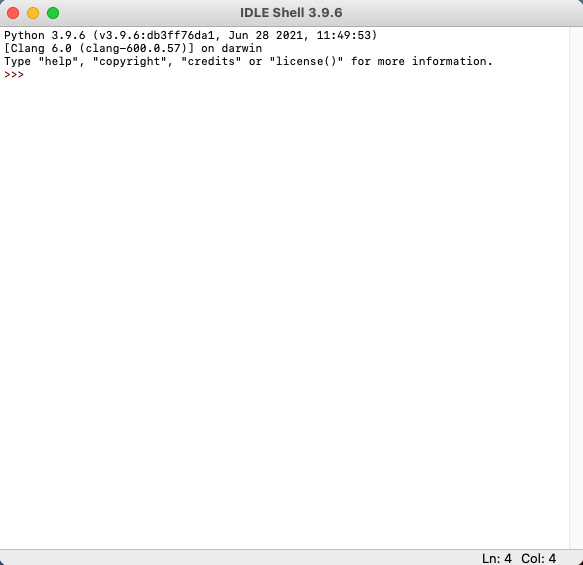 IDLE Shell 3.9.6
Python 3.9.6 (v3.9.6:db3ff76da1, Jun 28 2021, 11:49:53)
[Clang 6.0 (clang-600.0.57)] on darwin
Type "help", "copyright", "credits" or "license()" for more information.
>>>
Ln: 4 Col: 4